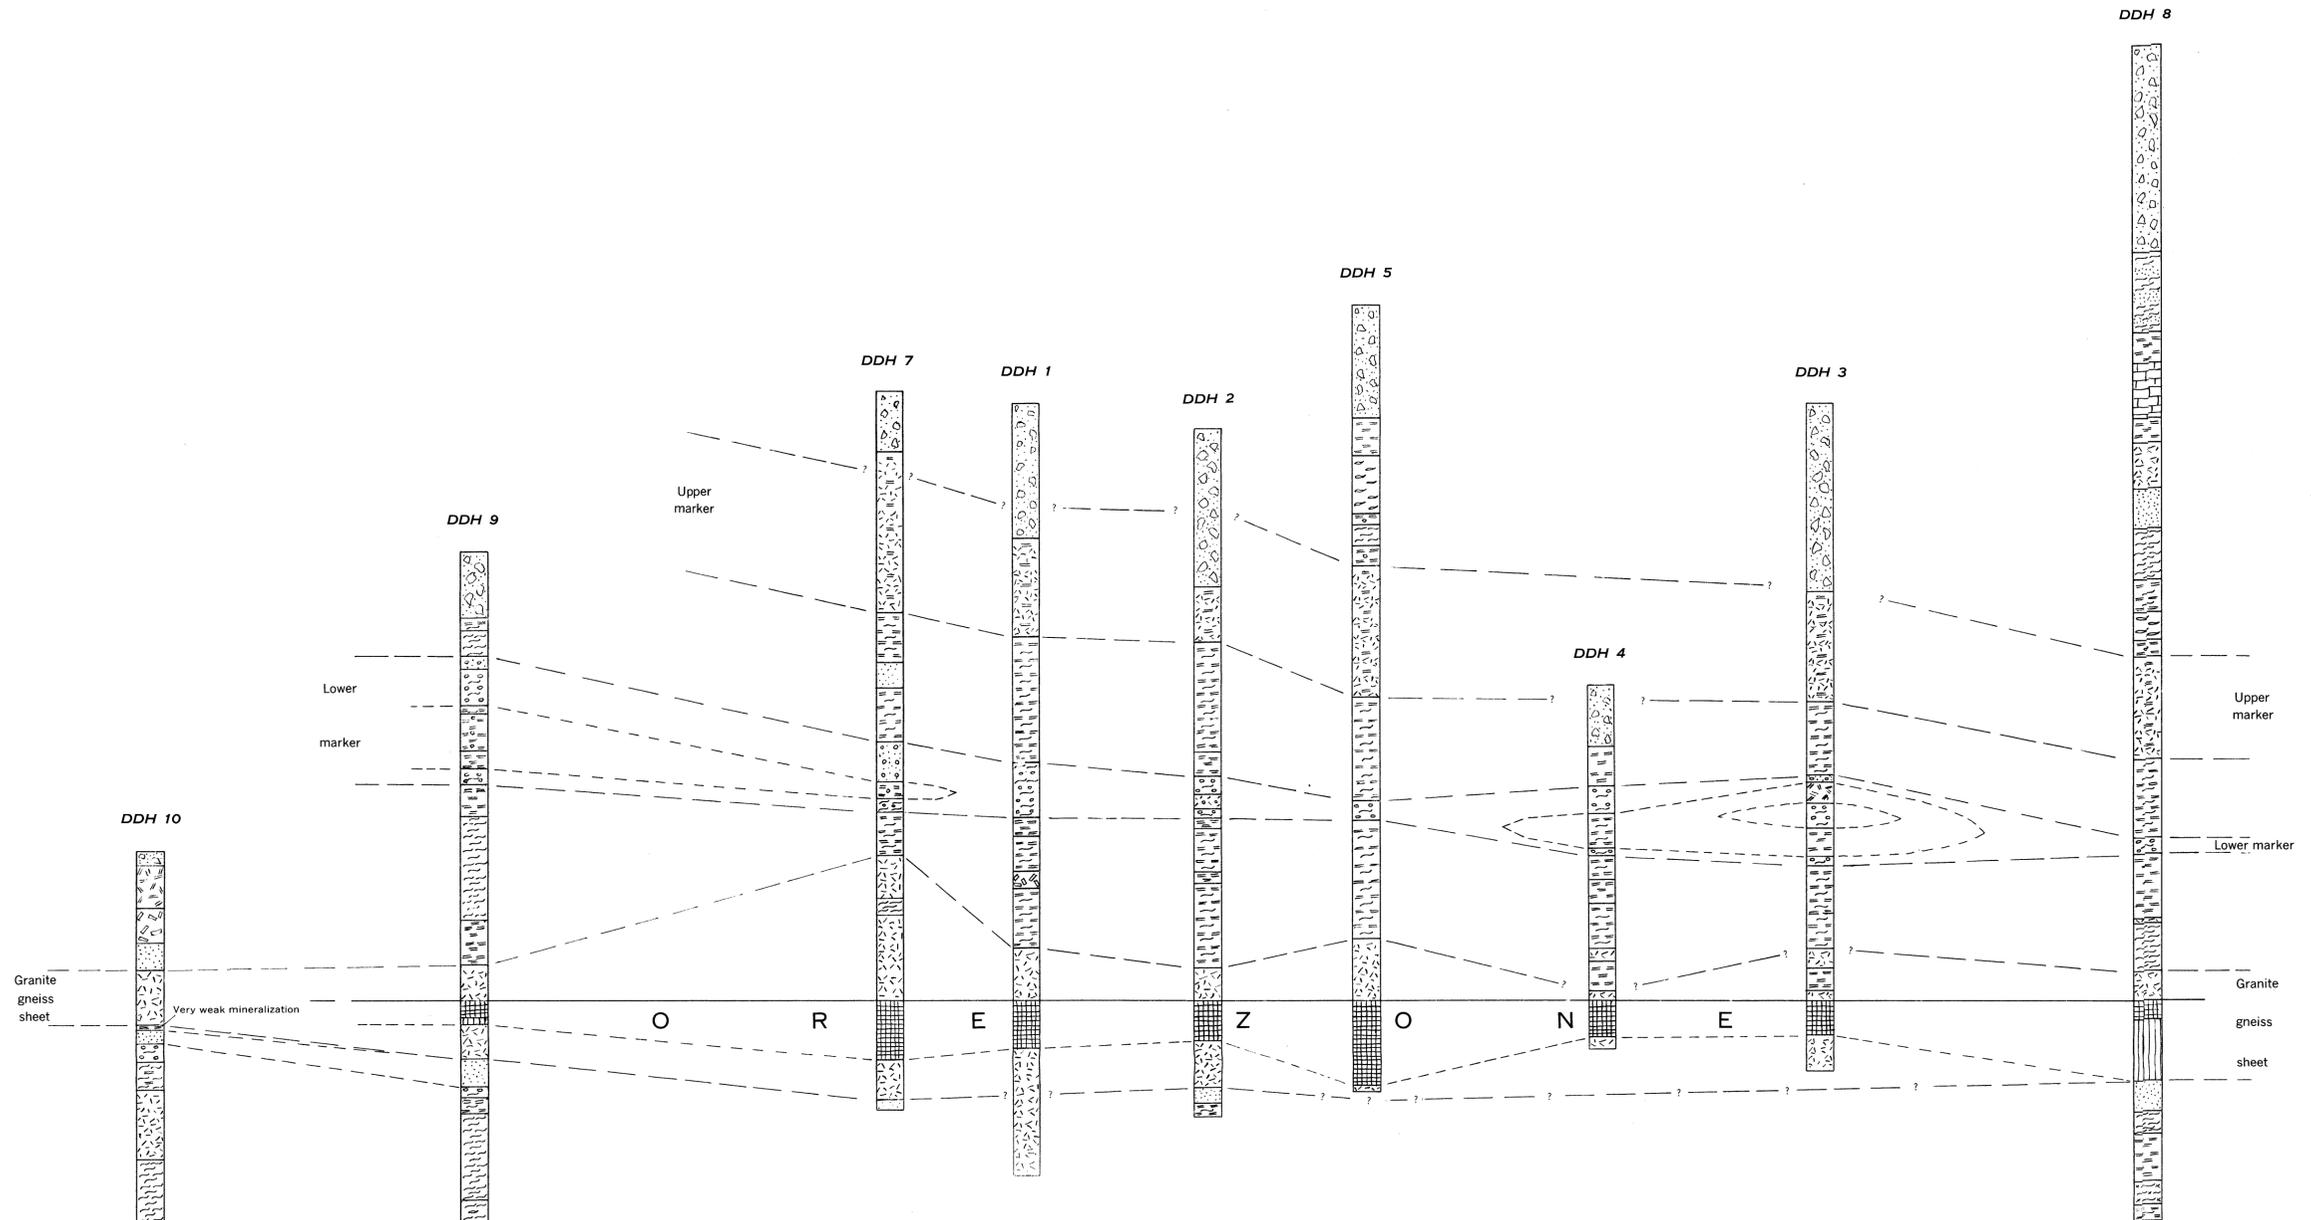 DDH 8
DDH 5
DDH 7
DDH 1
DDH 3
DDH 2
Upper
marker
DDH 9
DDH 4
Lower
marker
Upper
marker
DDH 10
Lower marker
Granite
gneiss
sheet
Very weak mineralization
O R E Z O N E
Granite
gneiss
sheet
? ? ? ? ? ?
?
? ?
? ?
? ? ? ?
? ? ? ? ? ? ? ? ?